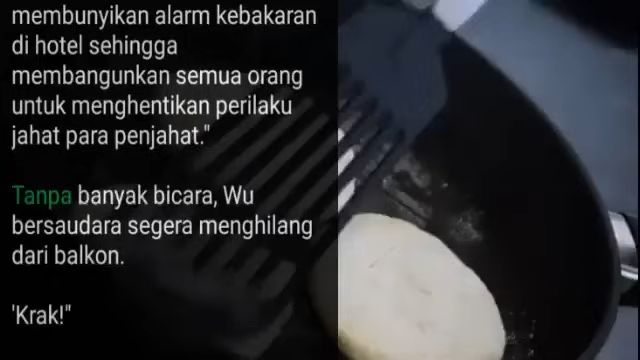 membunyikan alarm kebakaran
di hotel sehingga
membangunkan semua orang
untuk menghentikan perilaku
jahat para penjahat."
Tanpa banyak bicara, Wu
bersaudara segera menghilang
dari balkon.
'Krak!"